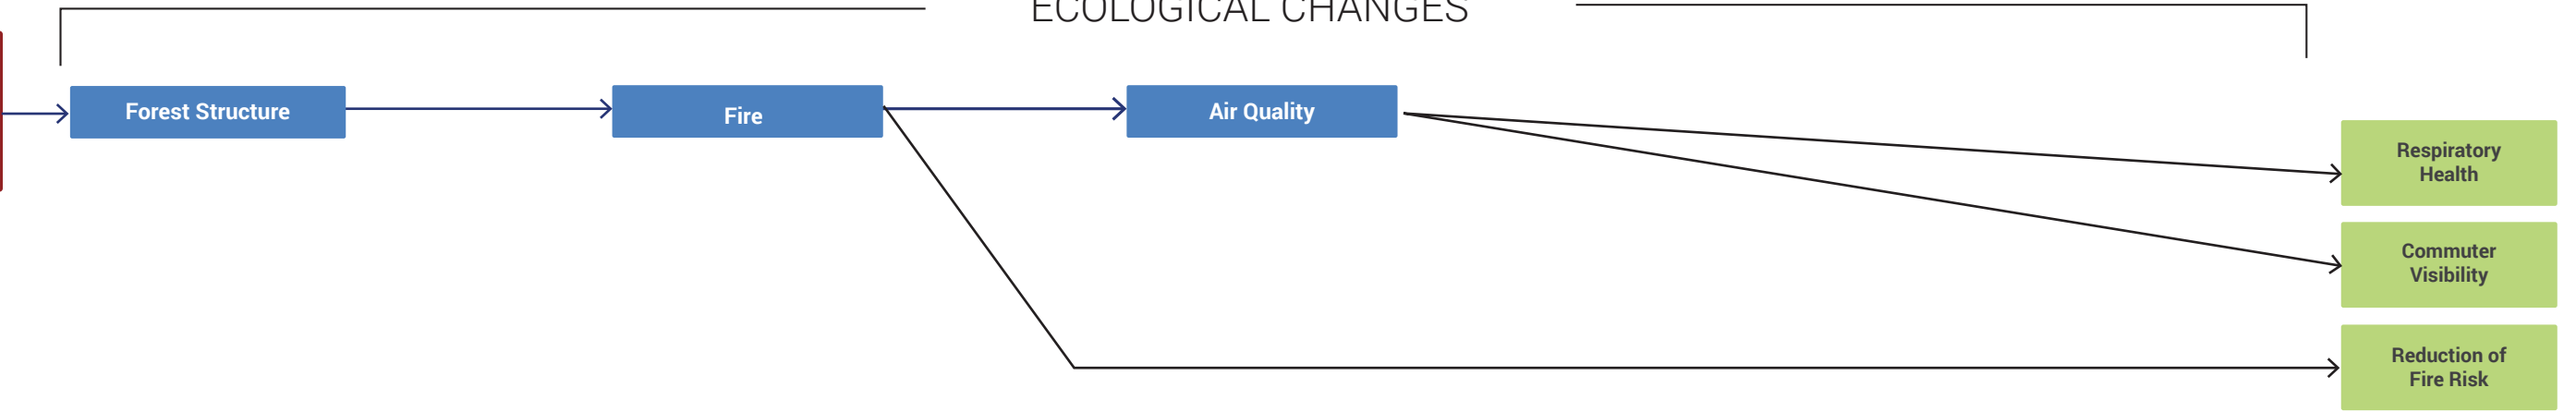 ECOLOGICAL CHANGES
Forest Structure
Fire
Air Quality
Respiratory
Health
Commuter
Visibility
Reduction of
Fire Risk